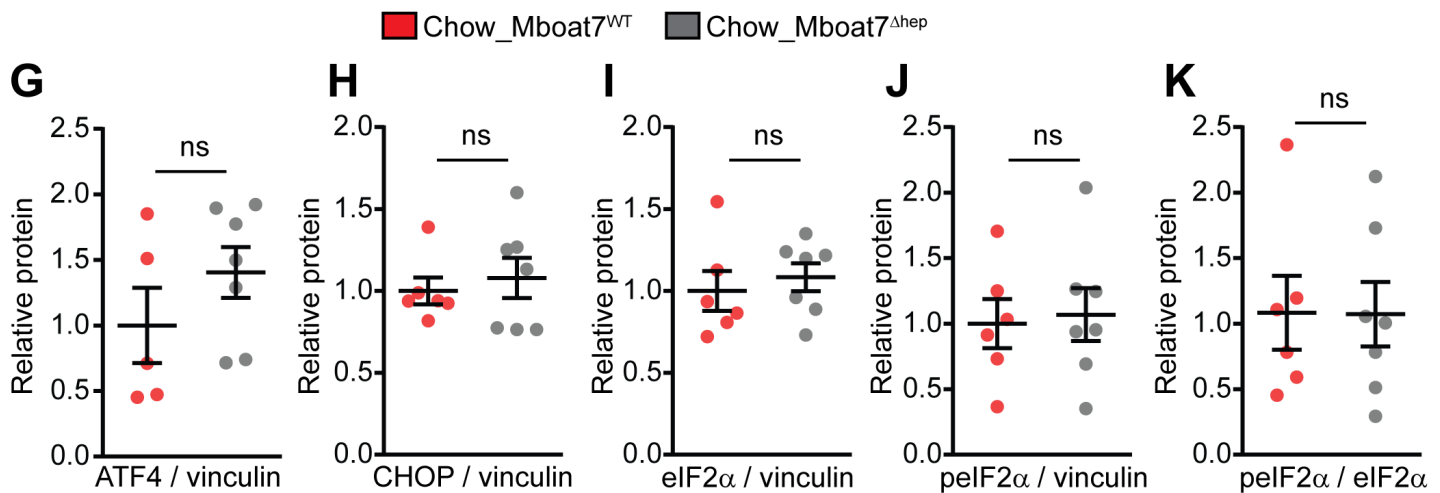 Chow_Mboat7WT Chow_Mboat7Δhep
G H I J K
ns ns ns ns ns
Relative protein
2.5
2.0
1.5
1.0
0.5
0.0
ATF4 / vinculin
Relative protein
2.0
1.5
1.0
0.5
0.0
CHOP / vinculin
Relative protein
2.0
1.5
1.0
0.5
0.0
eIF2α / vinculin
Relative protein
2.5
2.0
1.5
1.0
0.5
0.0
peIF2α / vinculin
Relative protein
2.5
2.0
1.5
1.0
0.5
0.0
peIF2α / eIF2α